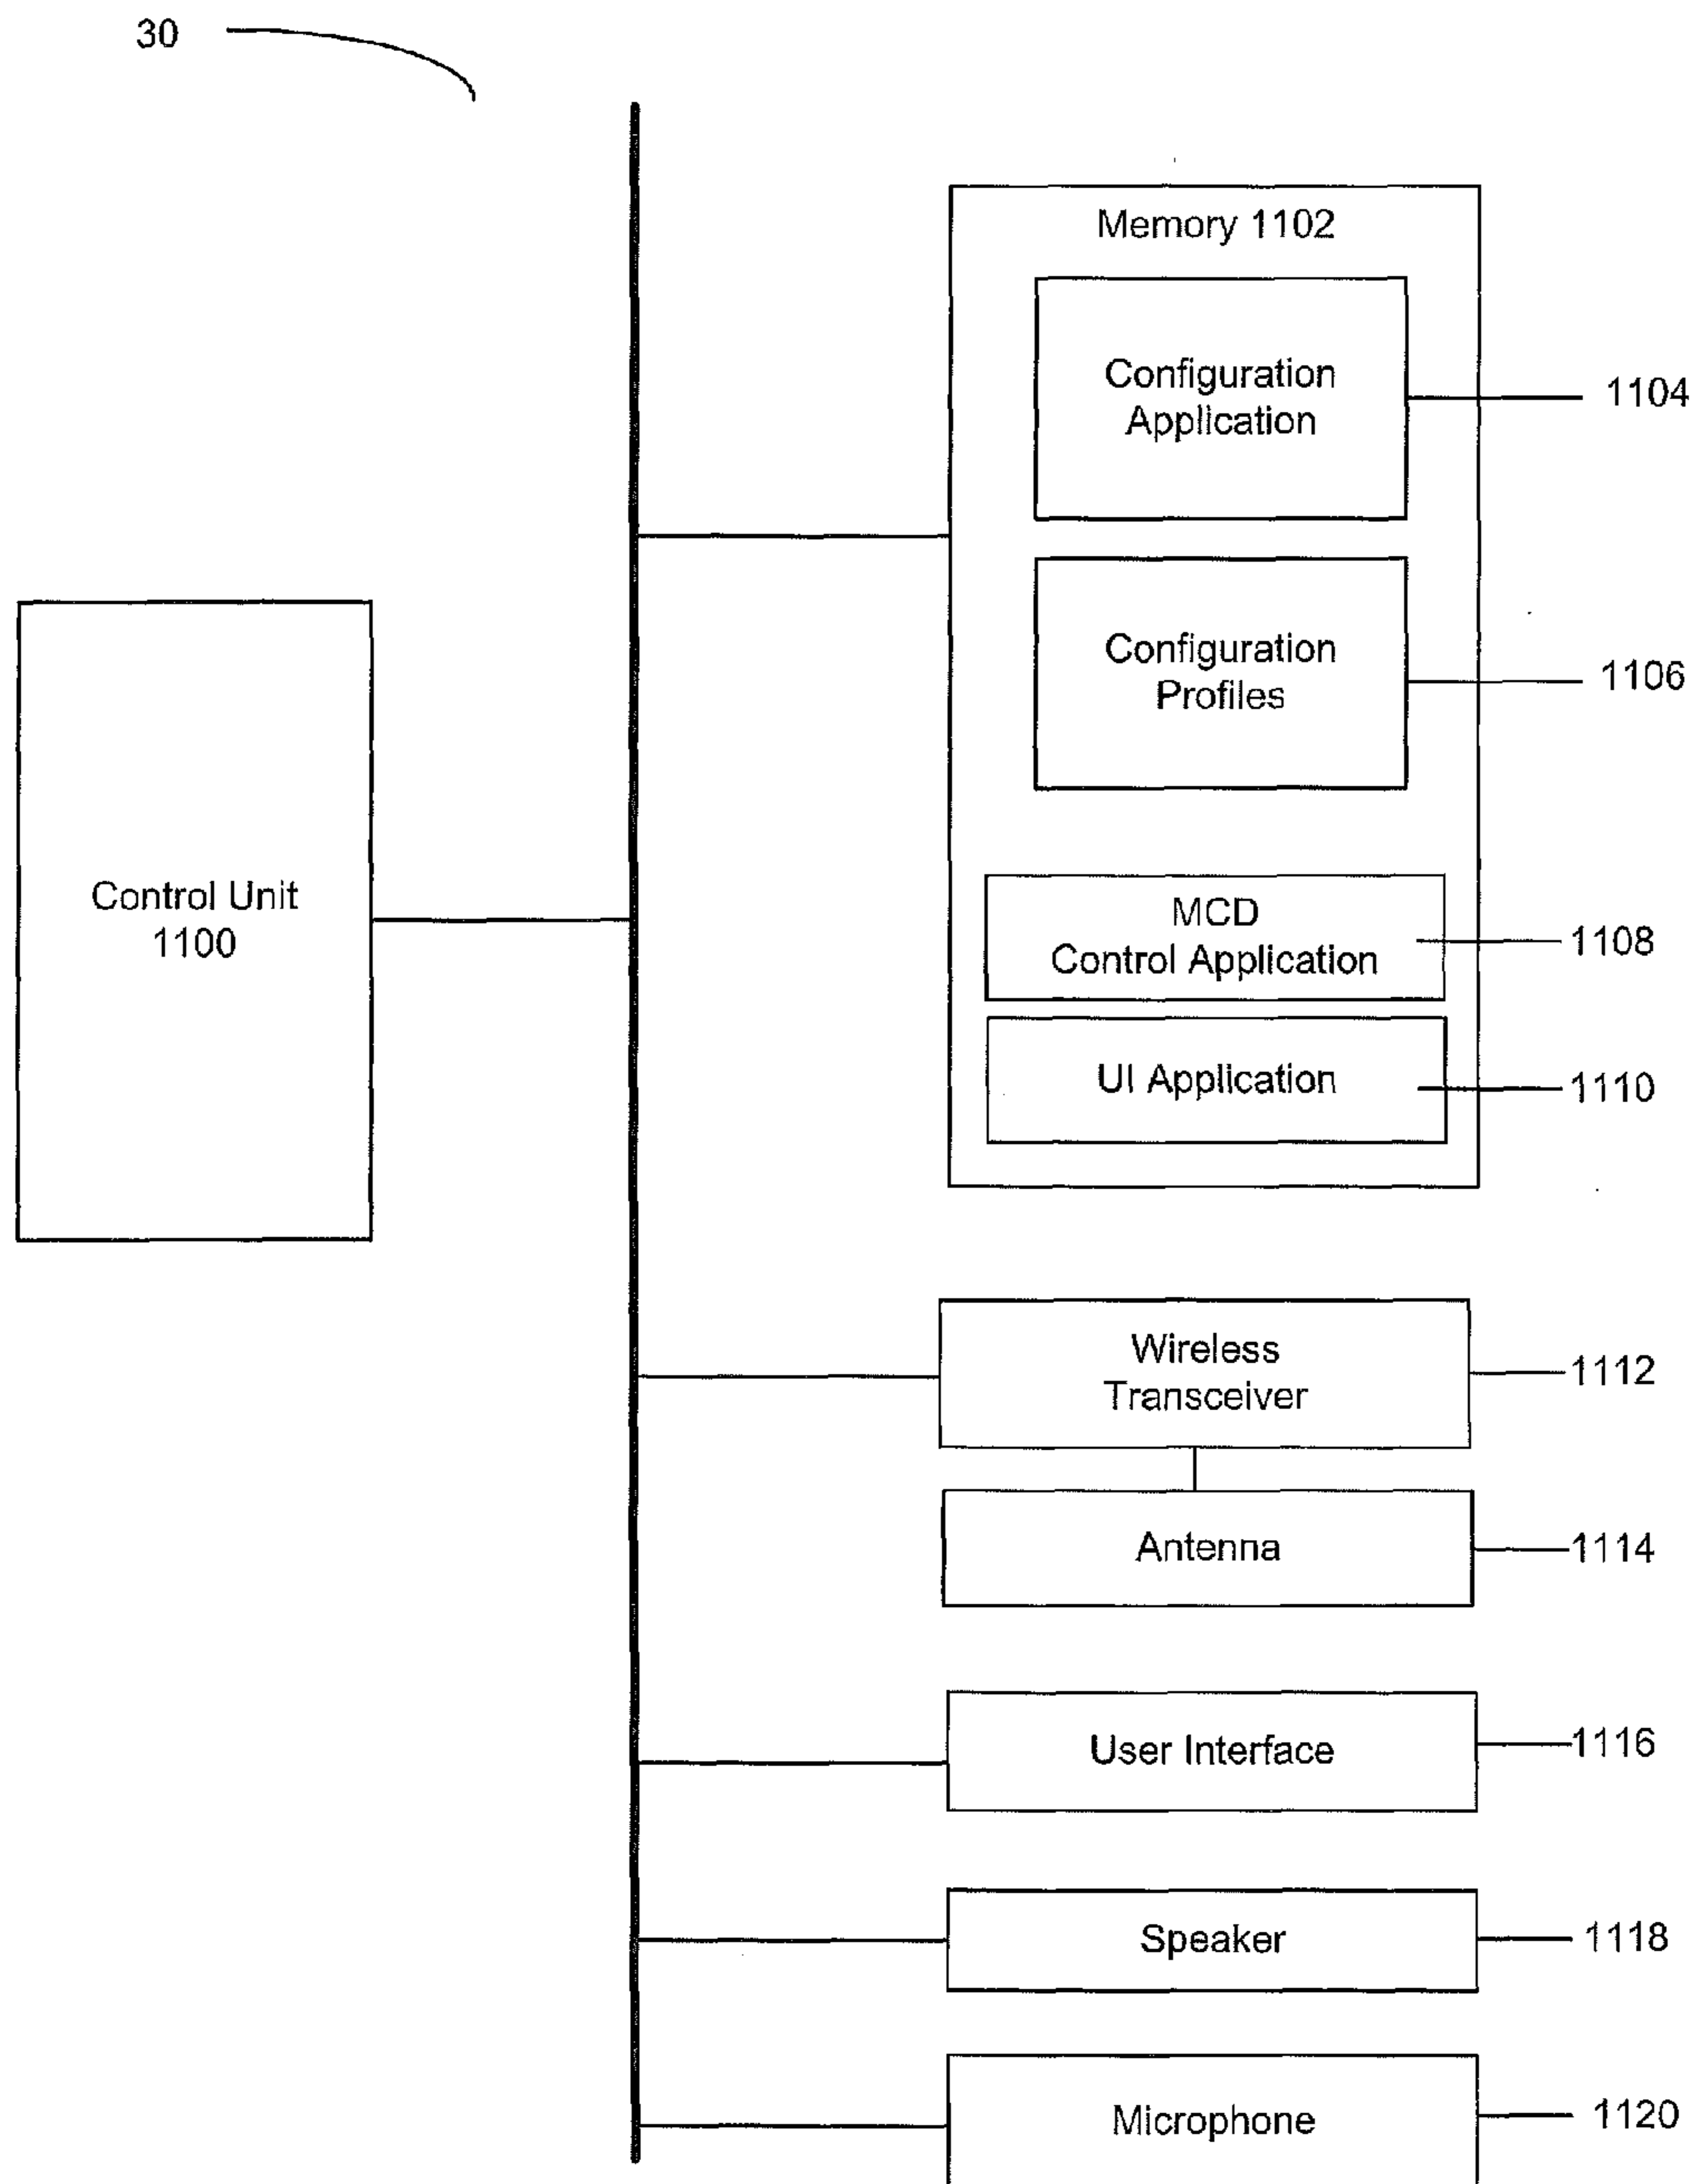 30
Memory 1102
Configuration
Application
1104
Configuration
Profiles
1106
Control Unit
1100
MCD
Control Application
1108
UI Application
1110
Wireless
Transceiver
1112
Antenna
1114
User Interface
1116
Speaker
1118
Microphone
1120